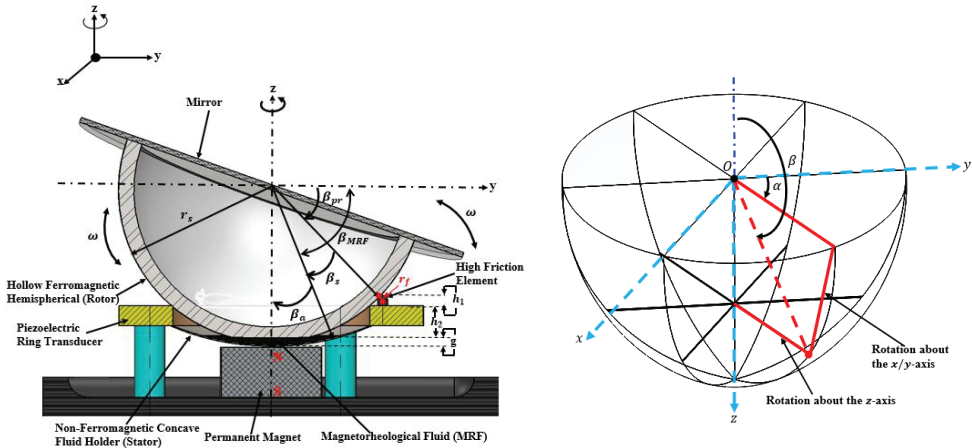 z
y
x
Mirror
z
y
β_pr
r_s
β_MRF
ω
ω
β_s
High Friction
Element
r_f
Hollow Ferromagnetic
Hemispherical (Rotor)
h_1
β_a
Piezoelectric
Ring Transducer
h_2
g
N
S
Non-Ferromagnetic Concave
Fluid Holder (Stator)
Permanent Magnet
Magnetorheological Fluid (MRF)
O
y
β
α
x
Rotation about
the x/y-axis
Rotation about the z-axis
z